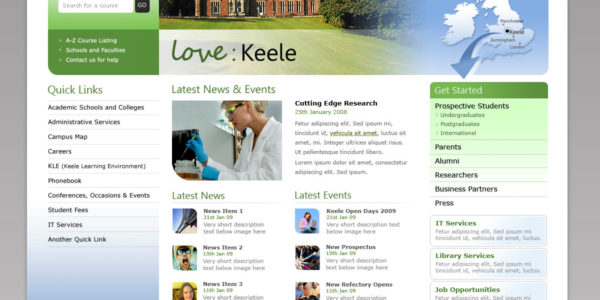 Search for a course
GO
A-Z Course Listing
Schools and Faculties
Contact us for help
love : Keele
Manchester
Keele
Birmingham
London
Quick Links
Academic Schools and Colleges
Administrative Services
Campus Map
Careers
KLE (Keele Learning Environment)
Phonebook
Conferences, Occasions & Events
Student Fees
IT Services
Another Quick Link
Latest News & Events
Cutting Edge Research
25th January 2008
Fetur adipiscing elit. Sed ipsum mi,
tincidunt id, vehicula sit amet, luctus sit
amet, mi. Integer ultricies aliquet risus.
Ut pellentesque tincidunt libero.
Lorem ipsum dolor sit amet, consectetur
adipiscing elit. Sed ipsum
Latest News
News Item 1
21st Jan 09
Very short description
text below image here
News Item 2
15th Jan 09
Very short description
text below image here
News Item 3
11th Jan 09
Very short description
Latest Events
Keele Open Days 2009
21st Jan 09
Very short description
text below image here
New Prospectus
15th Jan 09
Very short description
text below image here
New Refectory Opens
11th Jan 09
Very short description
Get Started
Prospective Students
Undergraduates
Postgraduates
International
Parents
Alumni
Researchers
Business Partners
Press
IT Services
Fetur adipiscing elit. Sed ipsum mi
tincidunt id, vehicula sit amet, luctus.
Library Services
Fetur adipiscing elit. Sed ipsum mi
tincidunt id, vehicula sit amet, luctus.
Job Opportunities